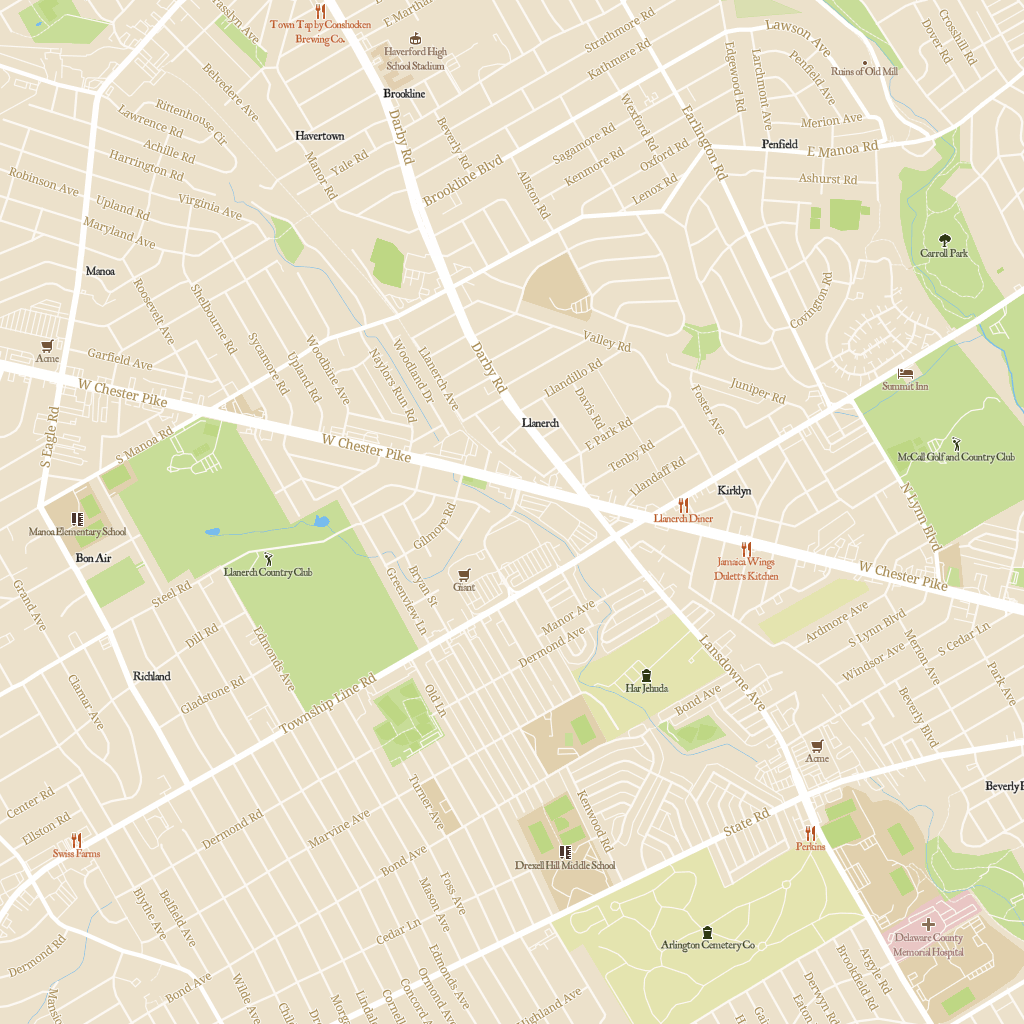 Town Tap by Conshocken
Brewing Co.
E Martha
Haverford High
School Stadium
Strathmore Rd
Kathmere Rd
Lawson Ave
Crosshill Rd
Dover Rd
Edgewood Rd
Larchmont Ave
Penfield Ave
Ruins of Old Mill
Belvedere Ave
Brookline
Rittenhouse Cir
Lawrence Rd
Achille Rd
Harrington Rd
Havertown
Darby Rd
Beverly Rd
Wexford Rd
Sagamore Rd
Kenmore Rd
Oxford Rd
Lenox Rd
Earlington Rd
Merion Ave
Penfield
E Manoa Rd
Ashurst Rd
Yale Rd
Manor Rd
Brookline Blvd
Allston Rd
Robinson Ave
Upland Rd
Virginia Ave
Maryland Ave
Manoa
Carroll Park
Roosevelt Ave
Shelbourne Rd
Sycamore Rd
Upland Rd
Woodbine Ave
Naylors Run Rd
Woodland Dr
Llanerch Ave
Darby Rd
Valley Rd
Covington Rd
Acme
Garfield Ave
W Chester Pike
Llandillo Rd
Davis Rd
Juniper Rd
Foster Ave
Summit Inn
Llanerch
E Park Rd
Tenby Rd
Llandaff Rd
S Eagle Rd
S Manoa Rd
W Chester Pike
McCall Golf and Country Club
Kirklyn
N Lynn Blvd
Llanerch Diner
Manoa Elementary School
Gilmore Rd
Jamaica Wings
Dulett's Kitchen
W Chester Pike
Bon Air
Llanerch Country Club
Giant
Bryan St
Greenview Ln
Steel Rd
Grand Ave
Dill Rd
Edmonds Ave
Manor Ave
Dermond Ave
Ardmore Ave
S Lynn Blvd
Windsor Ave
Merion Ave
S Cedar Ln
Park Ave
Beverly Blvd
Lansdowne Ave
Har Jehuda
Bond Ave
Richland
Clamar Ave
Gladstone Rd
Township Line Rd
Old Ln
Acme
Beverly
Center Rd
Ellston Rd
Swiss Farms
Dermond Rd
Marvine Ave
Turner Ave
Bond Ave
Kenwood Rd
State Rd
Perkins
Drexell Hill Middle School
Foss Ave
Mason Ave
Cedar Ln
Blythe Ave
Belfield Ave
Dermond Rd
Bond Ave
Wilde Ave
Edmonds Ave
Ormond Ave
Concord A
Highland Ave
Arlington Cemetery Co
Delaware County
Memorial Hospital
Argyle Rd
Brookfield Rd
Derwyn Rd